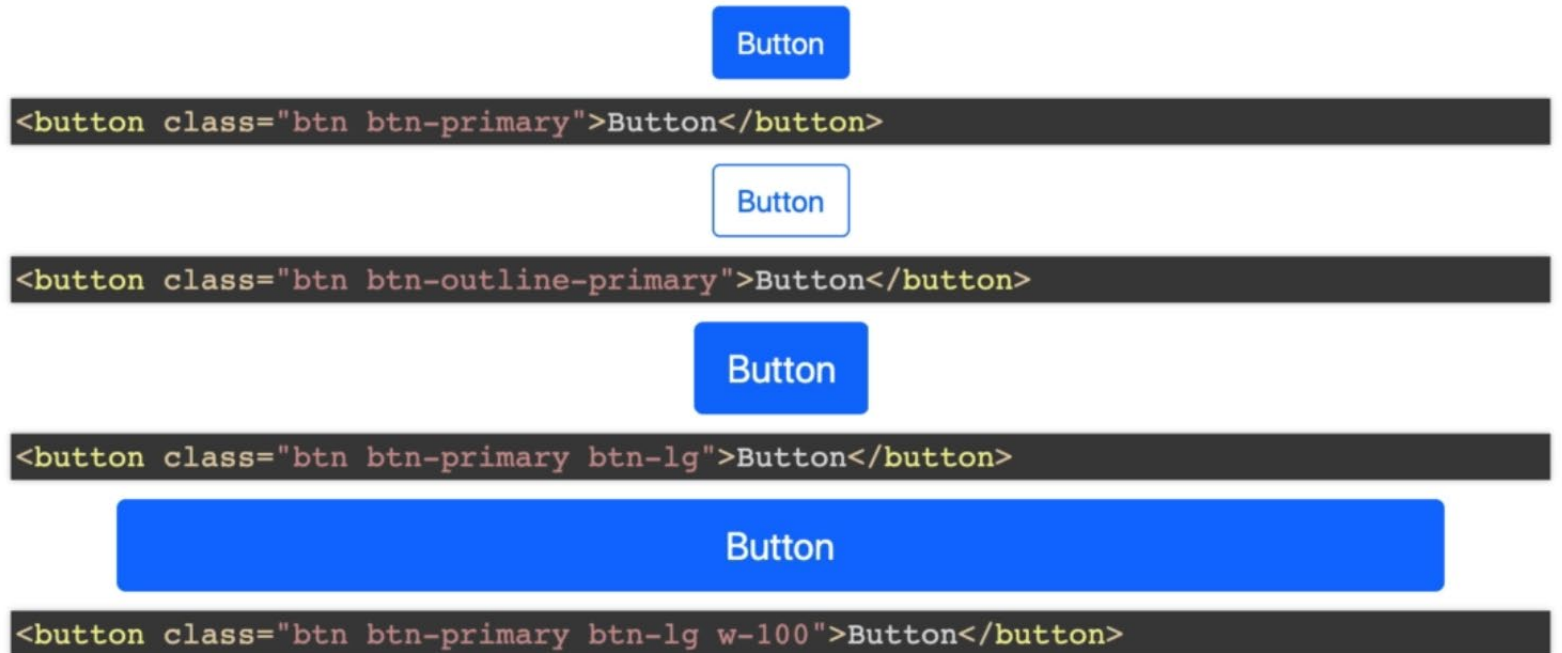 Button
<button class="btn btn-primary">Button</button>
Button
<button class="btn btn-outline-primary">Button</button>
Button
<button class="btn btn-primary btn-lg">Button</button>
Button
<button class="btn btn-primary btn-lg w-100">Button</button>